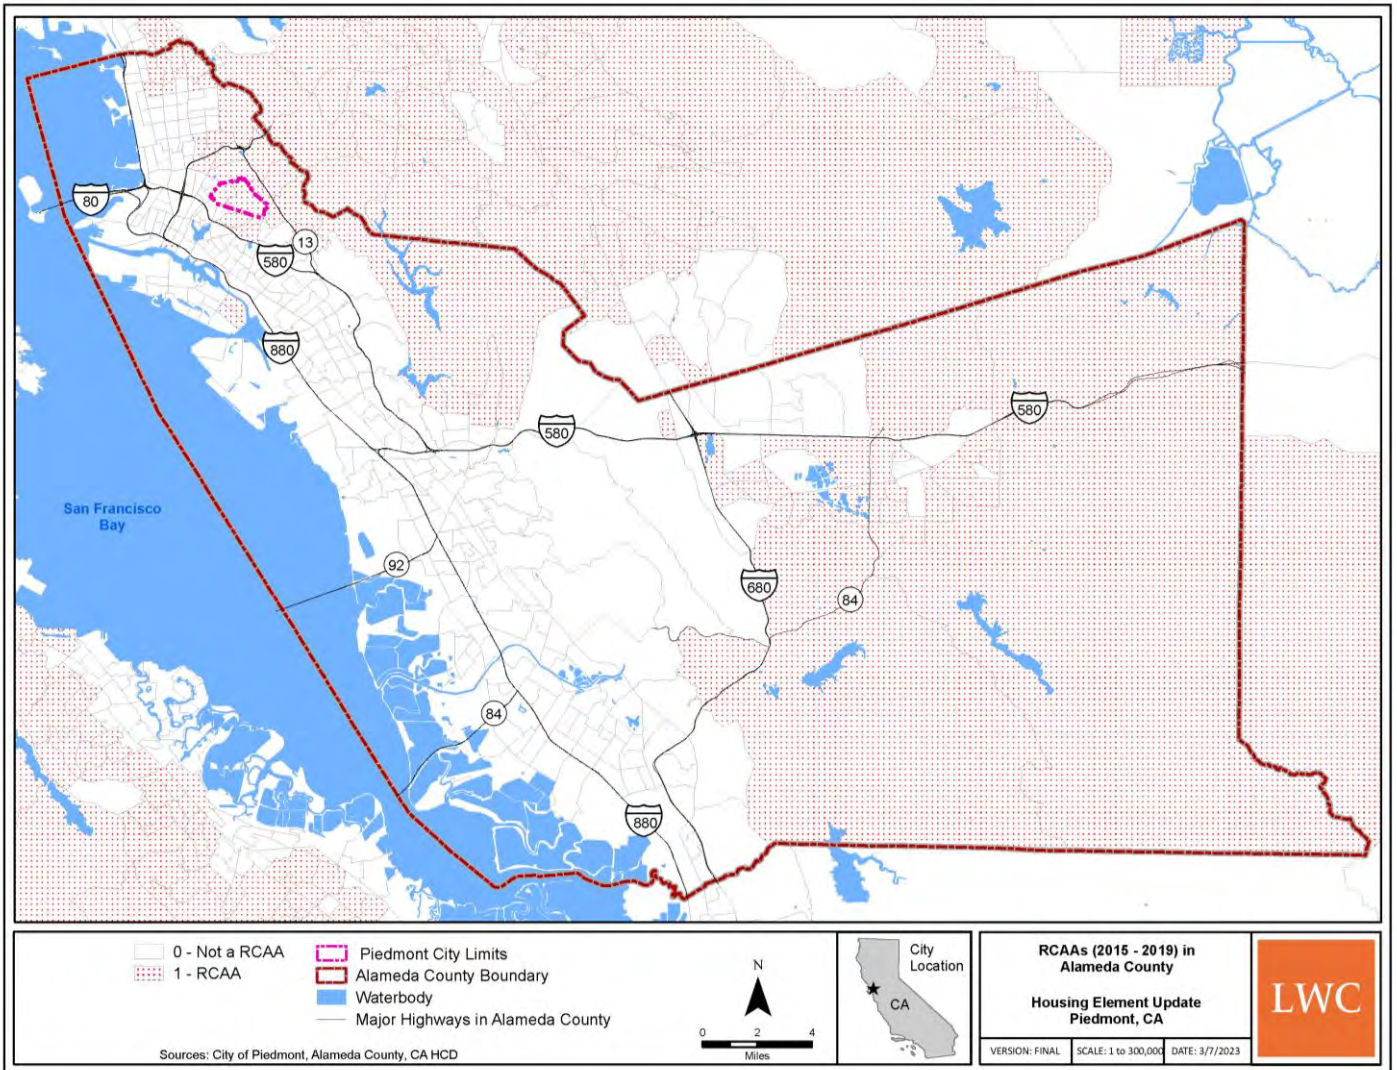 80
13
580
880
580
580
San Francisco
Bay
92
680
84
84
880
0 - Not a RCAA
1 - RCAA
Piedmont City Limits
Alameda County Boundary
Waterbody
Major Highways in Alameda County
Sources: City of Piedmont, Alameda County, CA HCD
N
0 2 4
Miles
City
Location
CA
RCAAs (2015 - 2019) in
Alameda County
Housing Element Update
Piedmont, CA
VERSION: FINAL
SCALE: 1 to 300,000
DATE: 3/7/2023
LWC